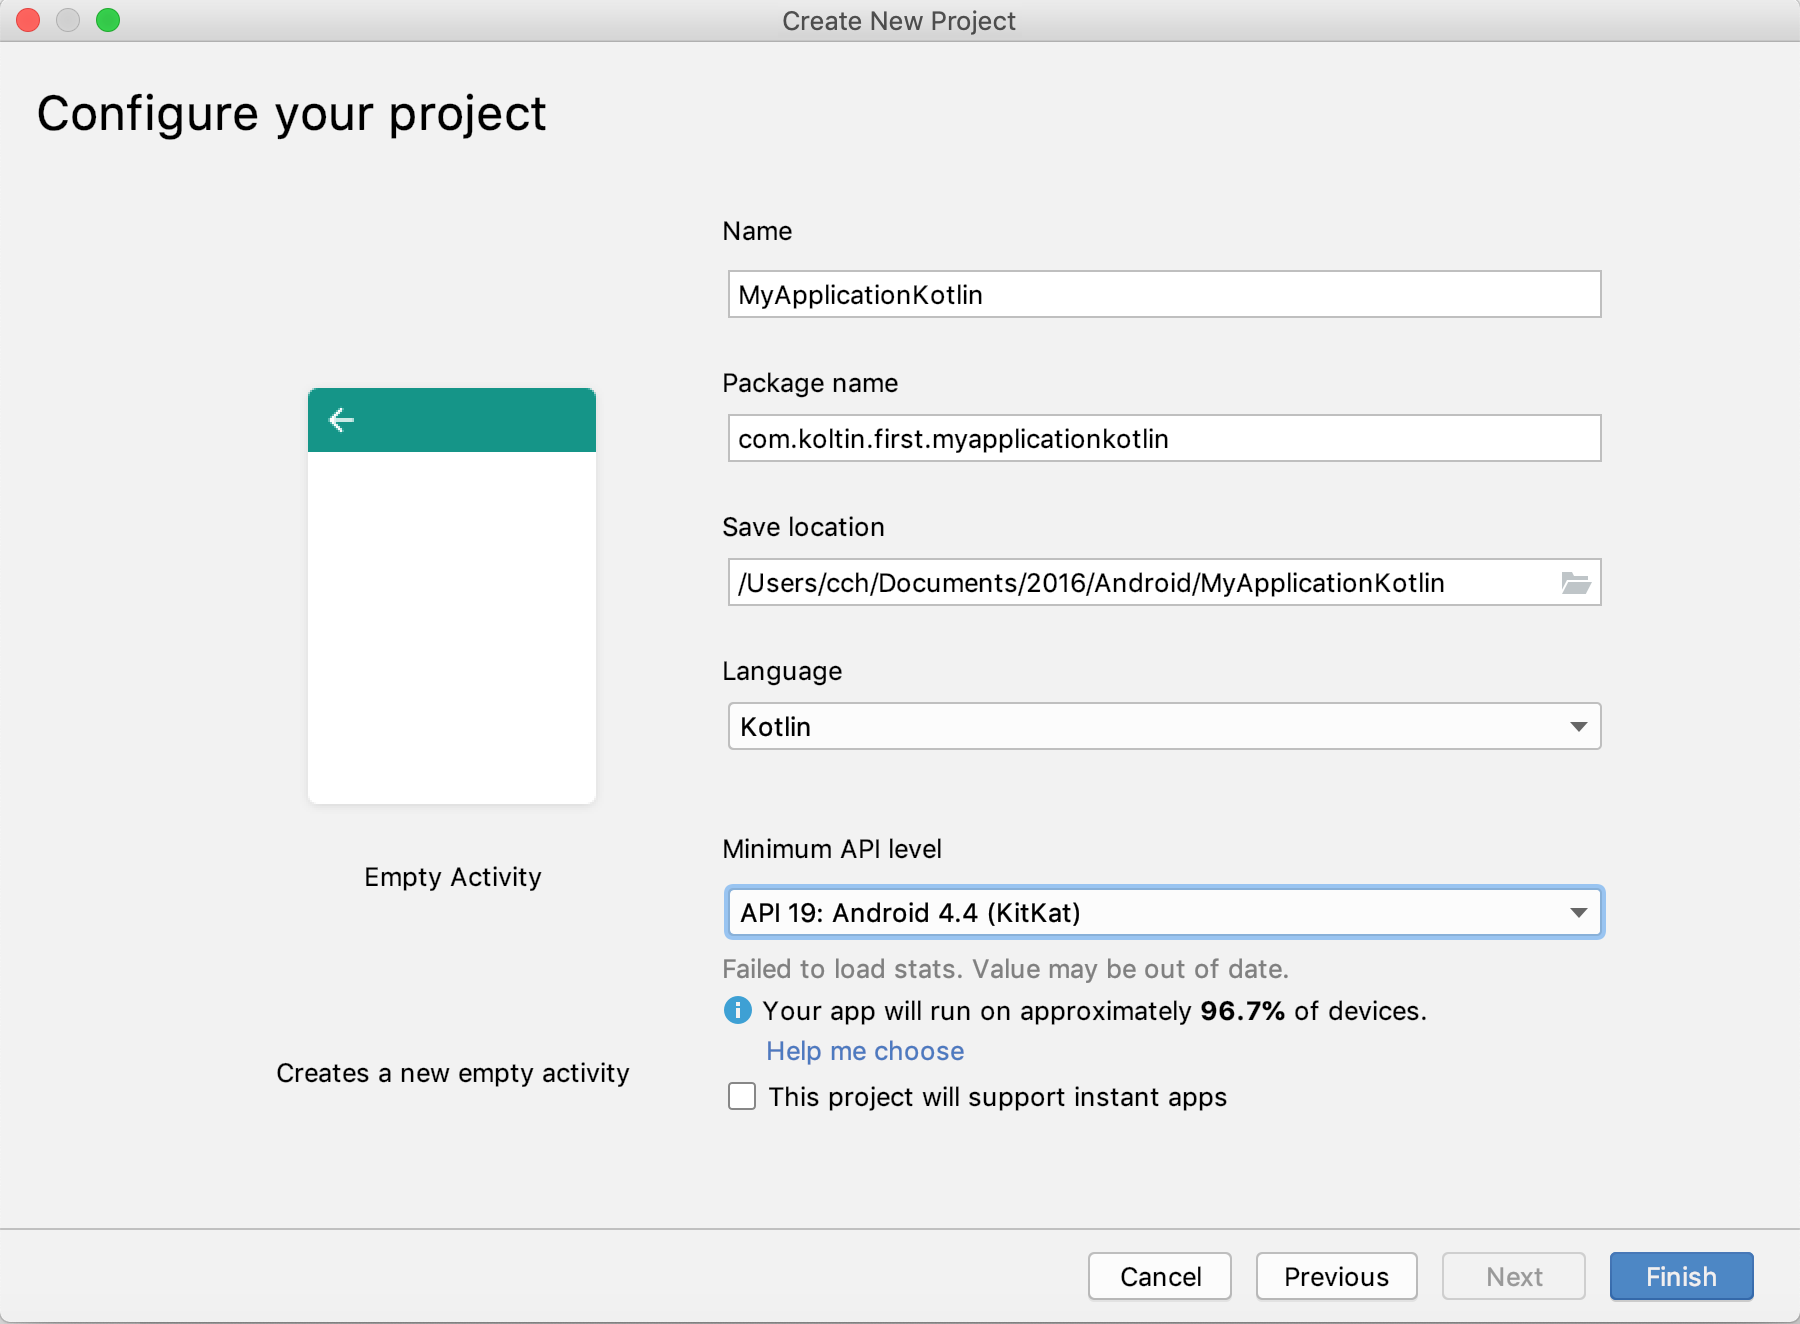 Create New Project
Configure your project
Name
MyApplicationKotlin
Package name
com.koltin.first.myapplicationkotlin
Save location
/Users/cch/Documents/2016/Android/MyApplicationKotlin
Language
Kotlin
Minimum API level
Empty Activity
API 19: Android 4.4 (KitKat)
Failed to load stats. Value may be out of date.
Your app will run on approximately 96.7% of devices.
Help me choose
Creates a new empty activity
This project will support instant apps
Cancel
Previous
Next
Finish